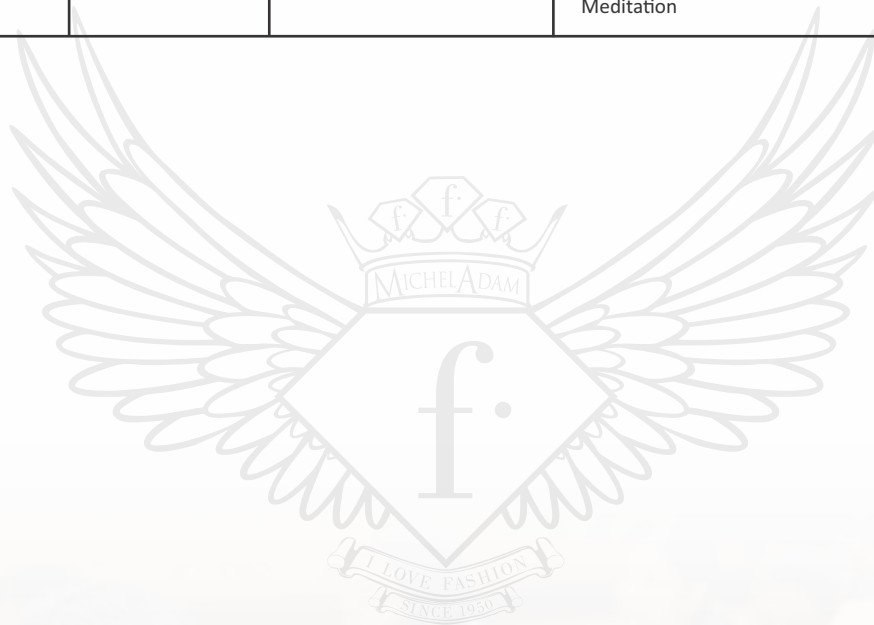 Meditation
f.
f. f.
MICHELADAM
f.
I LOVE FASHION
SINCE 1950